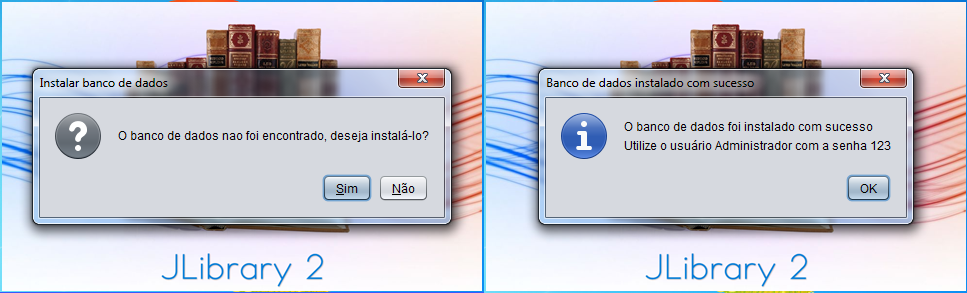 Instalar banco de dados
O banco de dados nao foi encontrado, deseja instalá-lo?
Sim
Não
JLibrary 2
Banco de dados instalado com sucesso
O banco de dados foi instalado com sucesso
Utilize o usuário Administrador com a senha 123
OK
JLibrary 2